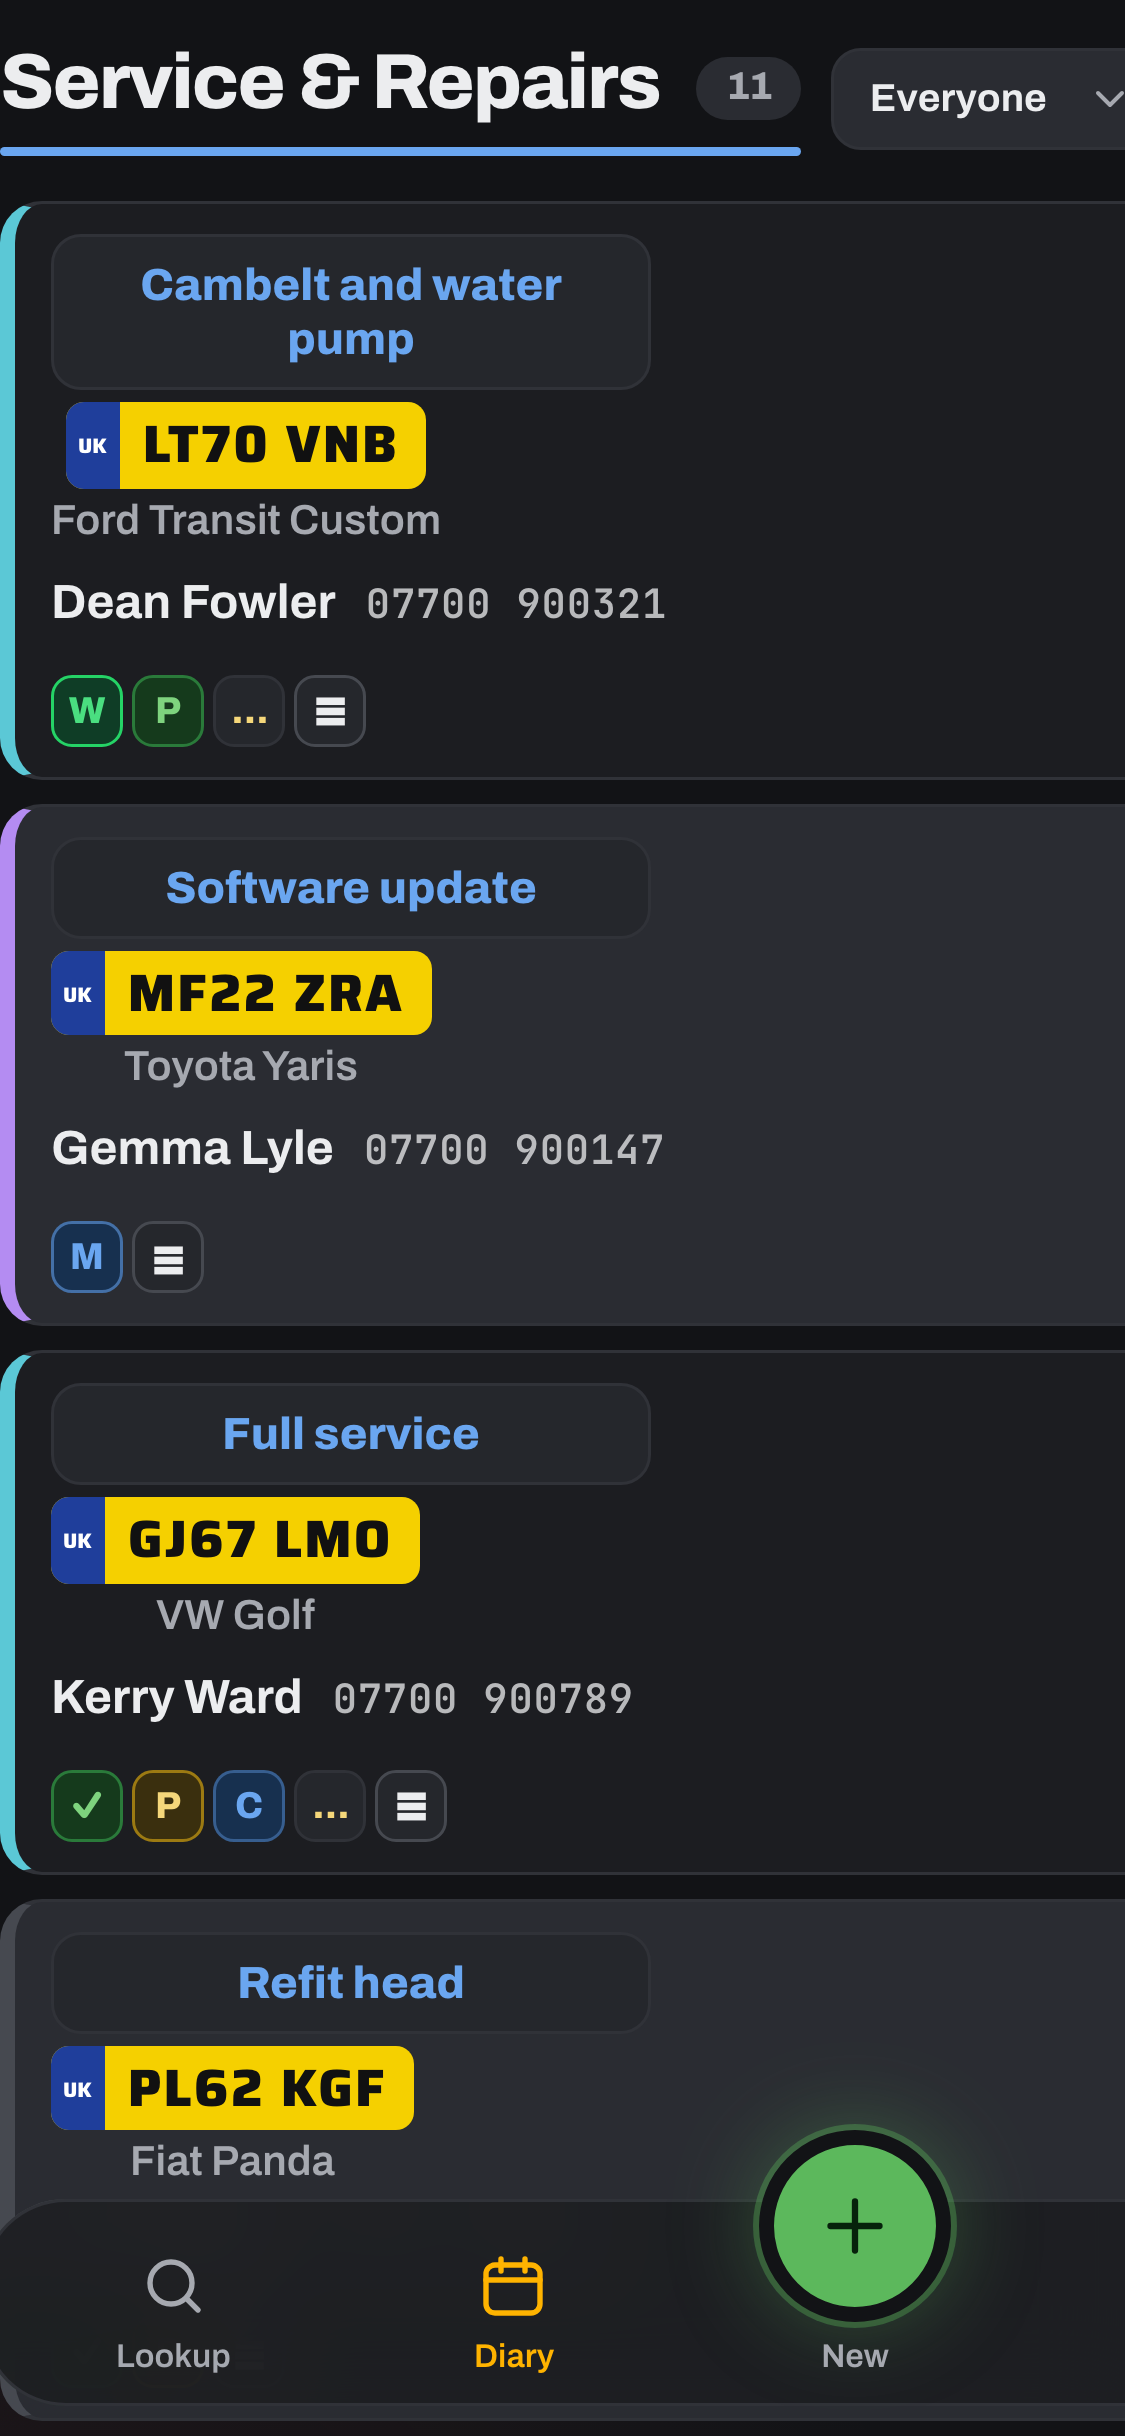 Service & Repairs 11 Everyone
Cambelt and water
pump
UK LT70 VNB
Ford Transit Custom
Dean Fowler 07700 900321
W P ...
Software update
UK MF22 ZRA
Toyota Yaris
Gemma Lyle 07700 900147
M
Full service
UK GJ67 LMO
VW Golf
Kerry Ward 07700 900789
✓ P C ...
Refit head
UK PL62 KGF
Fiat Panda
Lookup Diary New